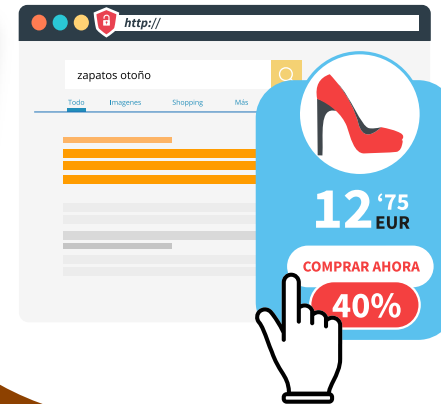 http://
zapatos otoño
Todo Imagenes Shopping Más
12 ‘75
EUR
COMPRAR AHORA
40%